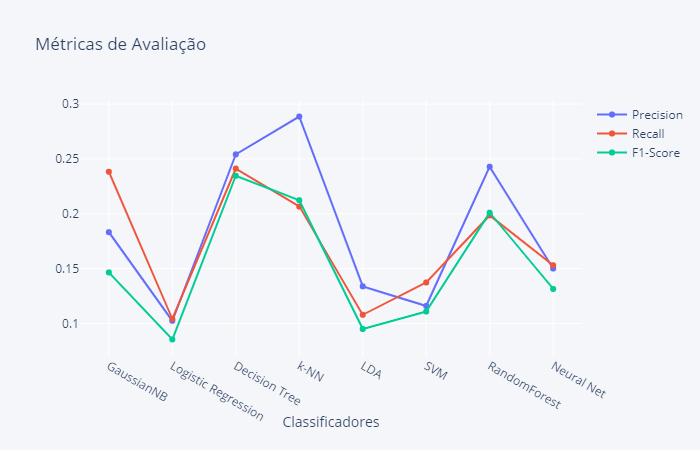 Métricas de Avaliação
0.3
0.25
0.2
0.15
0.1
Precision
Recall
F1-Score
GaussianNB
Logistic Regression
Decision Tree
k-NN
LDA
SVM
RandomForest
Neural Net
Classificadores